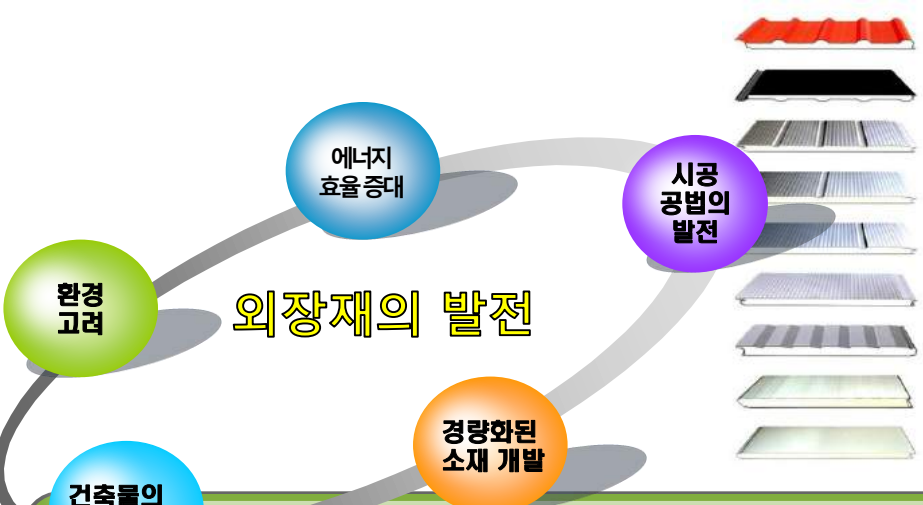 에너지
효율 증대
시공
공법의
발전
환경
고려
외장재의 발전
경량화된
소재 개발
건축물의